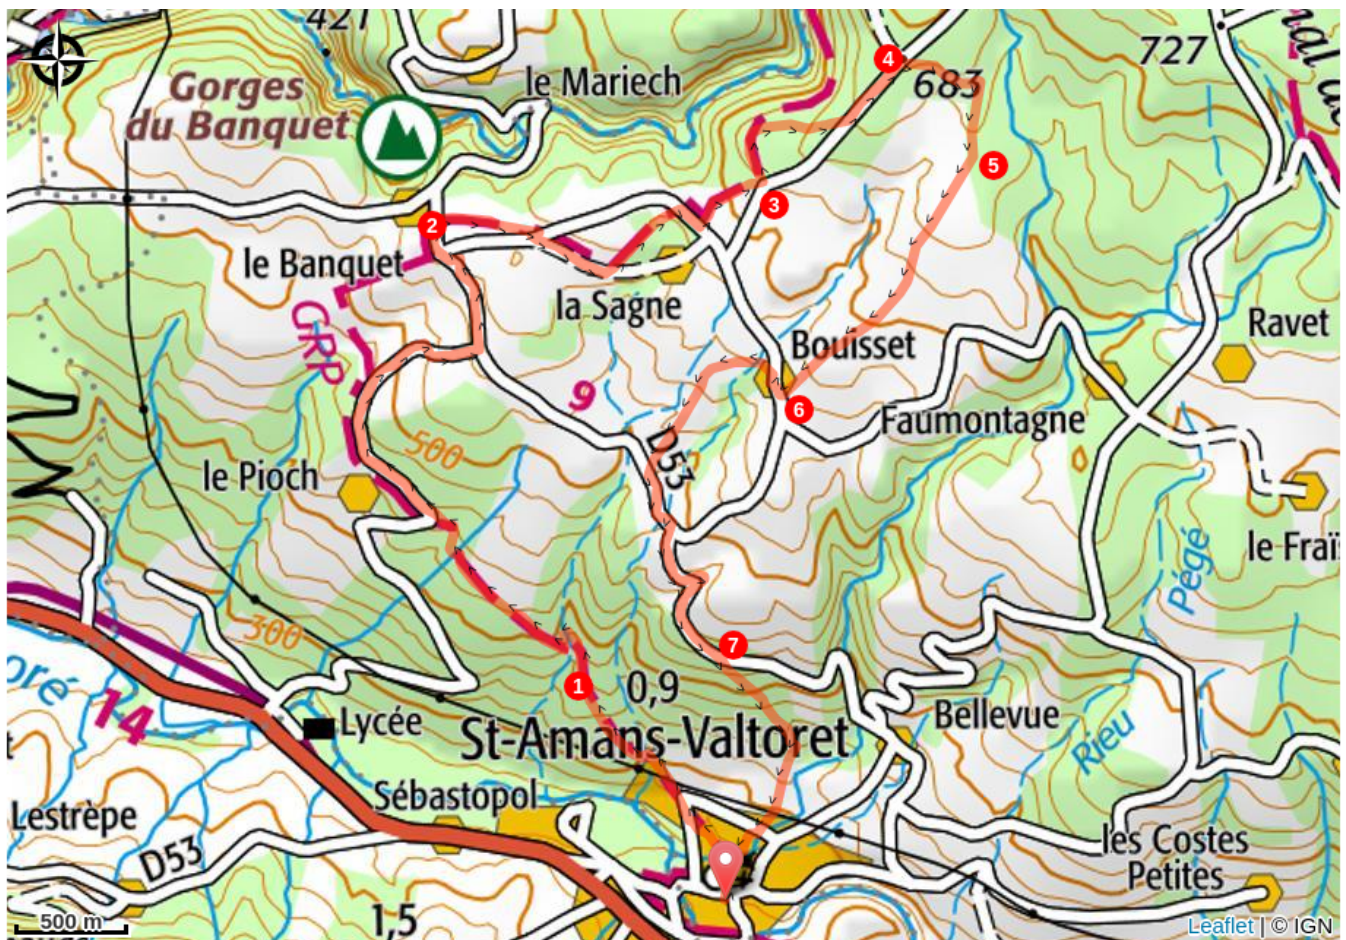 421
le Mariech
4
683
727
Gorges
du Banquet
5
3
2
le Banquet
la Sagne
Ravet
GRP
Bouisset
9
6
Faumontagne
500
D53
le Pioch
Pégé
le Fraï
300
7
oré
14
1
0,9
Lycée
St-Amans-Valtoret
Bellevue
Rieu
Sébastopol
Lestrèpe
D53
les Costes
Petites
1,5
500 m
Leaflet | © IGN